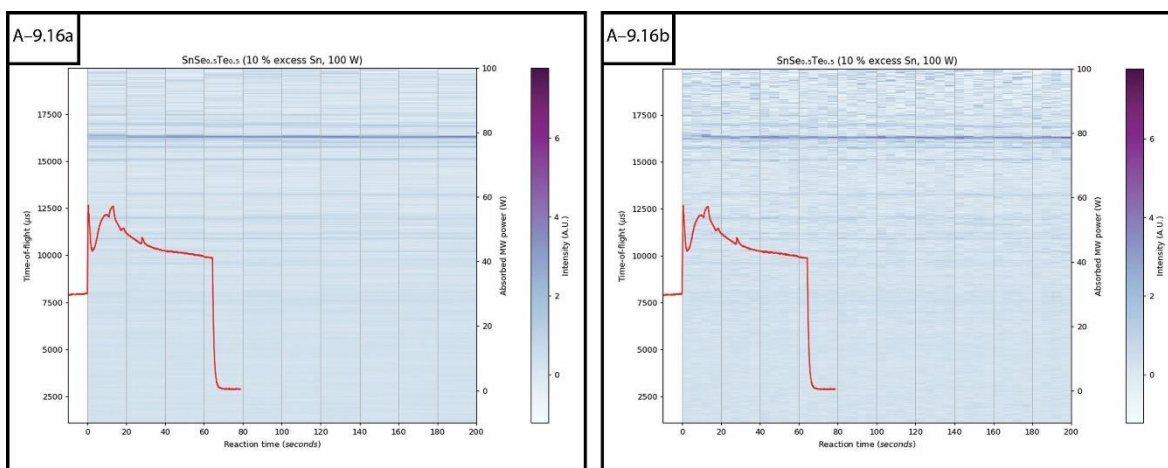 A–9.16a
SnSe₀.₅Te₀.₅ (10 % excess Sn, 100 W)
17500
15000
12500
10000
7500
5000
2500
Time-of-flight (μs)
0 20 40 60 80 100 120 140 160 180 200
Reaction time (seconds)
100
80
60
40
20
0
Absorbed MW power (W)
6
4
2
0
Intensity (A.U.)
A–9.16b
SnSe₀.₅Te₀.₅ (10 % excess Sn, 100 W)
17500
15000
12500
10000
7500
5000
2500
Time-of-flight (μs)
0 20 40 60 80 100 120 140 160 180 200
Reaction time (seconds)
100
80
60
40
20
0
Absorbed MW power (W)
6
4
2
0
Intensity (A.U.)